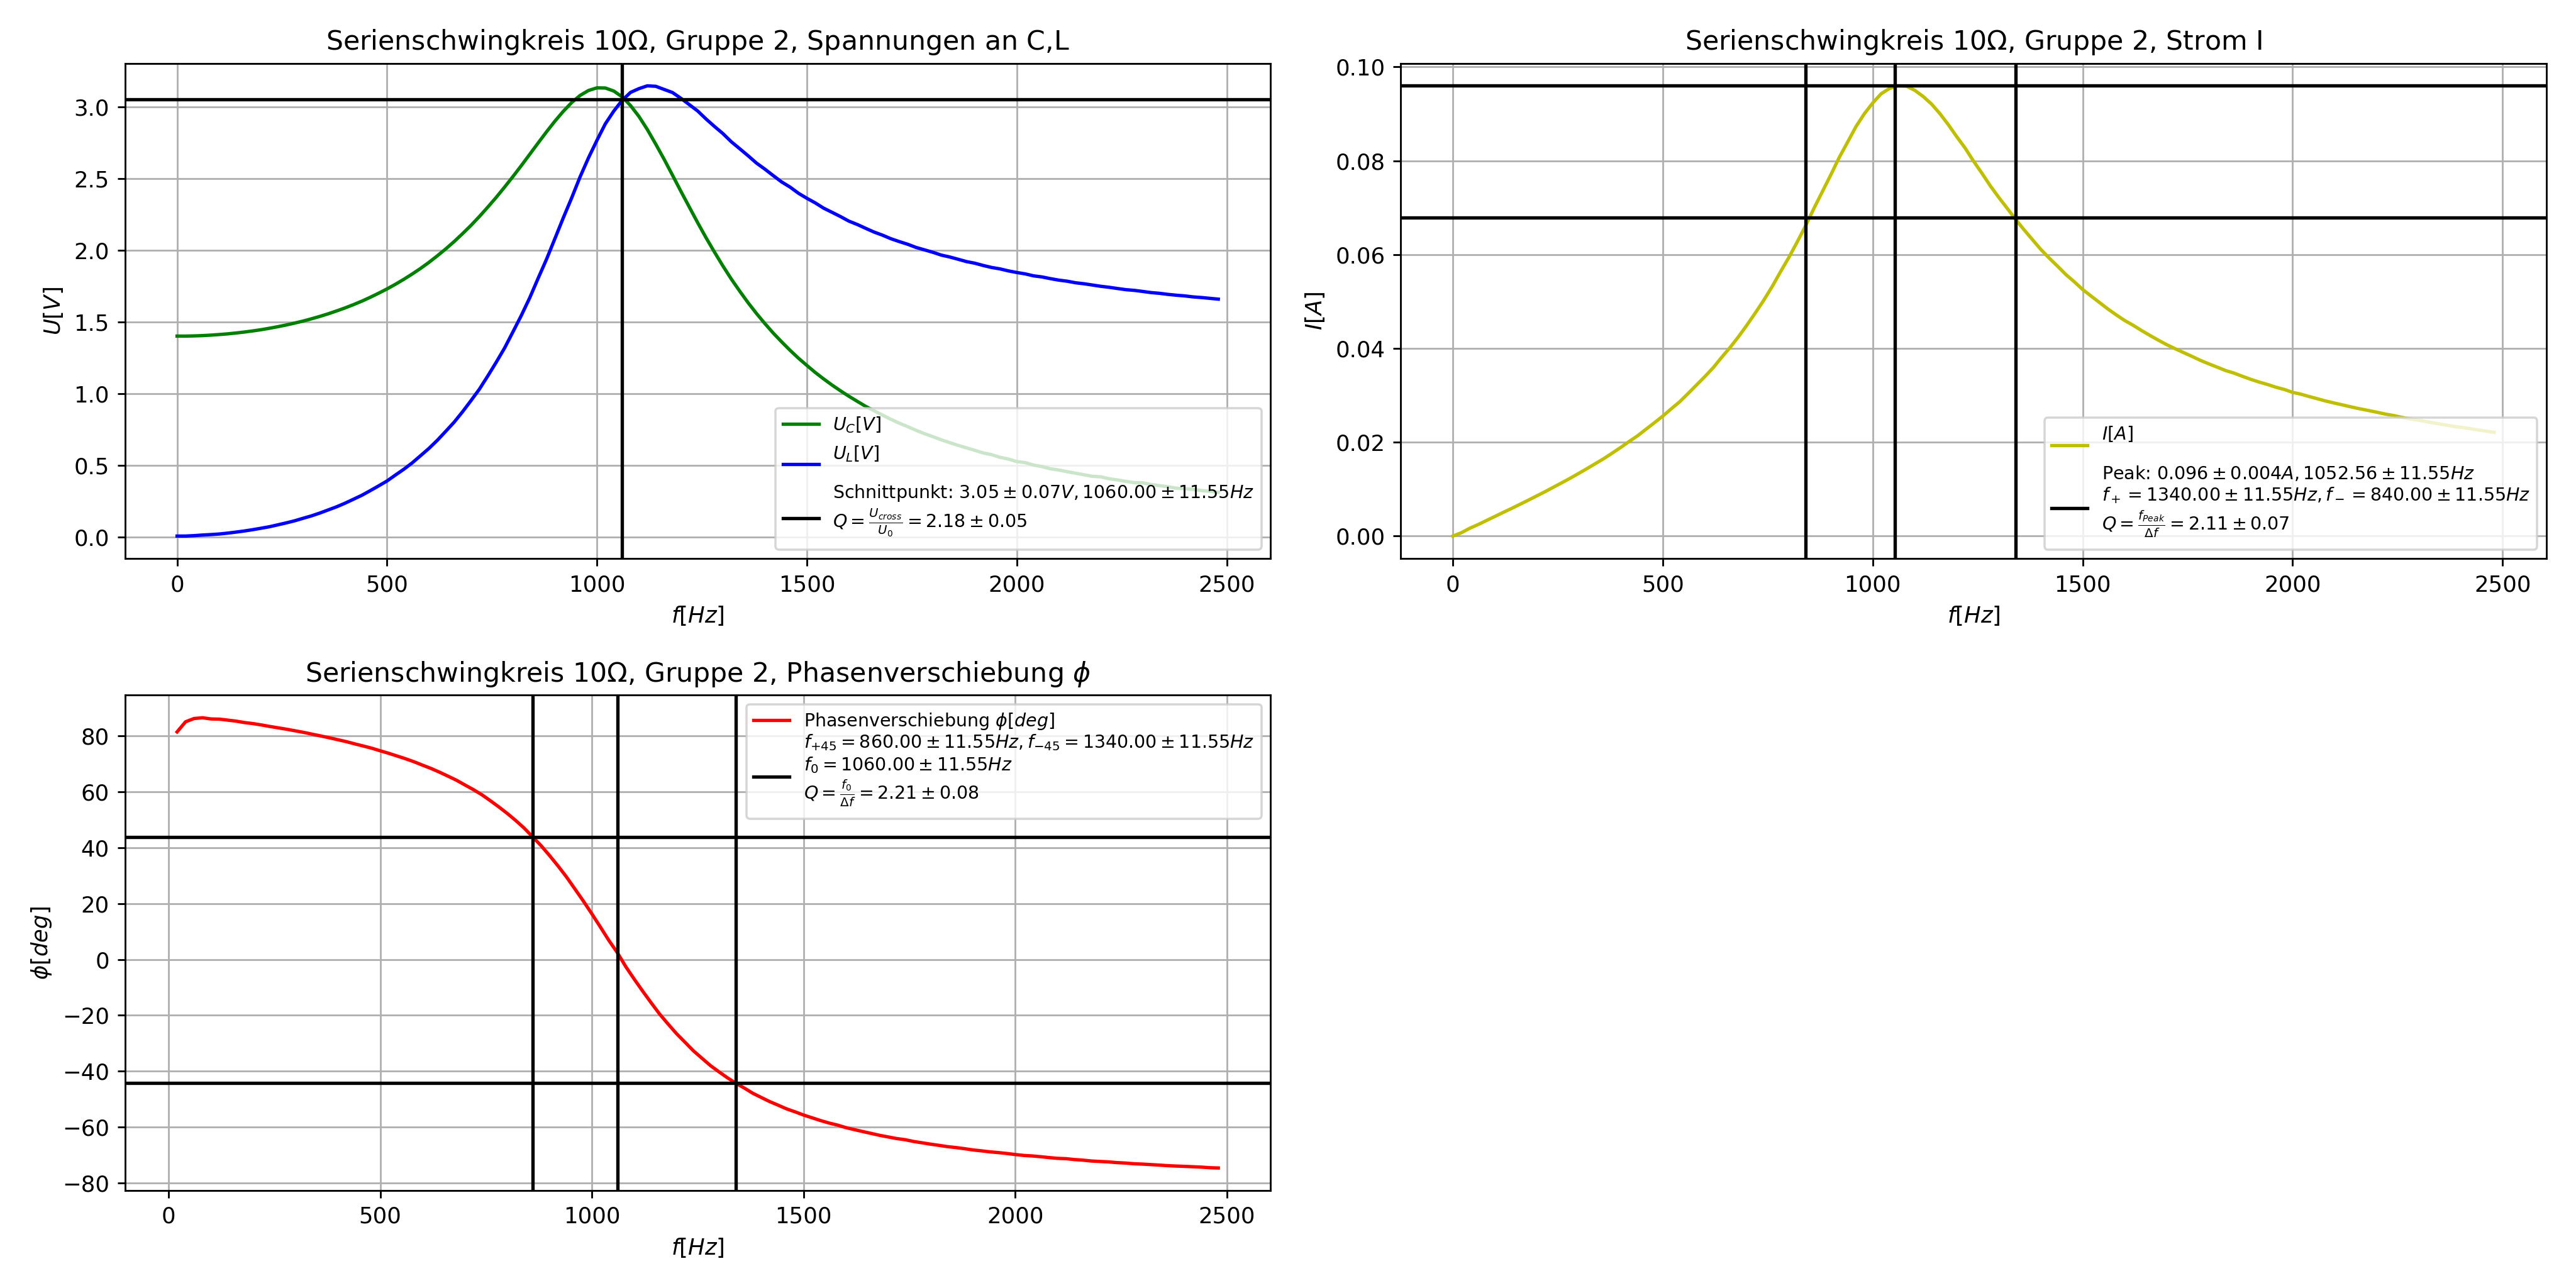 Serienschwingkreis 10Ω, Gruppe 2, Spannungen an C,L
U[V]
3.0
2.5
2.0
1.5
1.0
0.5
0.0
0 500 1000 1500 2000 2500
f[Hz]
U_C[V]
U_L[V]
Schnittpunkt: 3.05 ± 0.07V, 1060.00 ± 11.55Hz
Q = U_cross/U_0 = 2.18 ± 0.05
Serienschwingkreis 10Ω, Gruppe 2, Strom I
I[A]
0.10
0.08
0.06
0.04
0.02
0.00
0 500 1000 1500 2000 2500
f[Hz]
I[A]
Peak: 0.096 ± 0.004A, 1052.56 ± 11.55Hz
f_+ = 1340.00 ± 11.55Hz, f_− = 840.00 ± 11.55Hz
Q = f_Peak/Δf = 2.11 ± 0.07
Serienschwingkreis 10Ω, Gruppe 2, Phasenverschiebung ϕ
ϕ[deg]
80
60
40
20
0
−20
−40
−60
−80
0 500 1000 1500 2000 2500
f[Hz]
Phasenverschiebung ϕ[deg]
f_+45 = 860.00 ± 11.55Hz, f_−45 = 1340.00 ± 11.55Hz
f_0 = 1060.00 ± 11.55Hz
Q = f_0/Δf = 2.21 ± 0.08